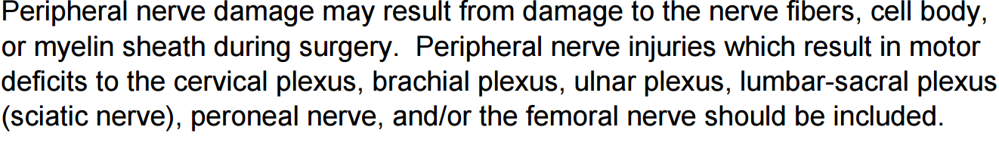 Peripheral nerve damage may result from damage to the nerve fibers, cell body,
or myelin sheath during surgery.  Peripheral nerve injuries which result in motor
deficits to the cervical plexus, brachial plexus, ulnar plexus, lumbar-sacral plexus
(sciatic nerve), peroneal nerve, and/or the femoral nerve should be included.